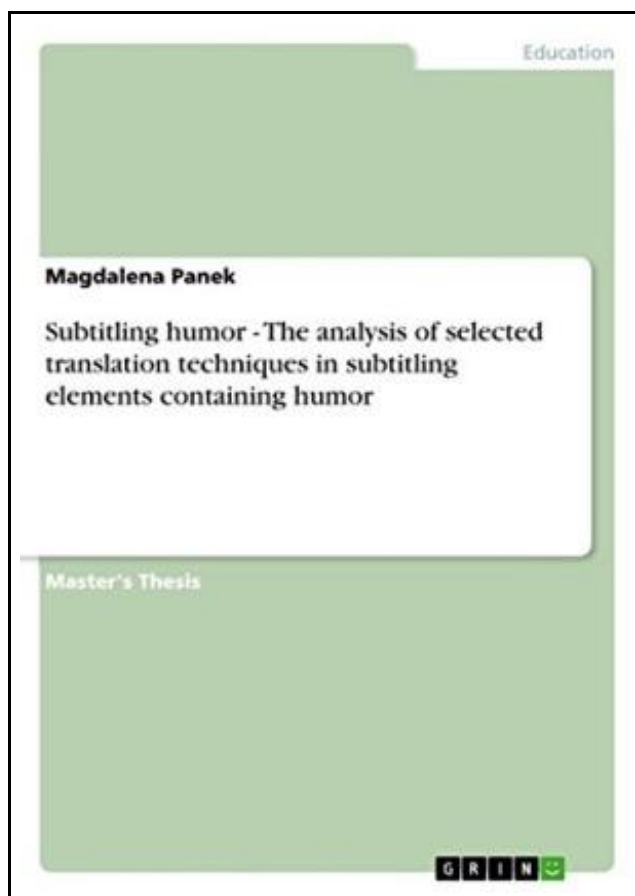 Education
Magdalena Panek
Subtitling humor - The analysis of selected
translation techniques in subtitling
elements containing humor
Master's Thesis
GRIN